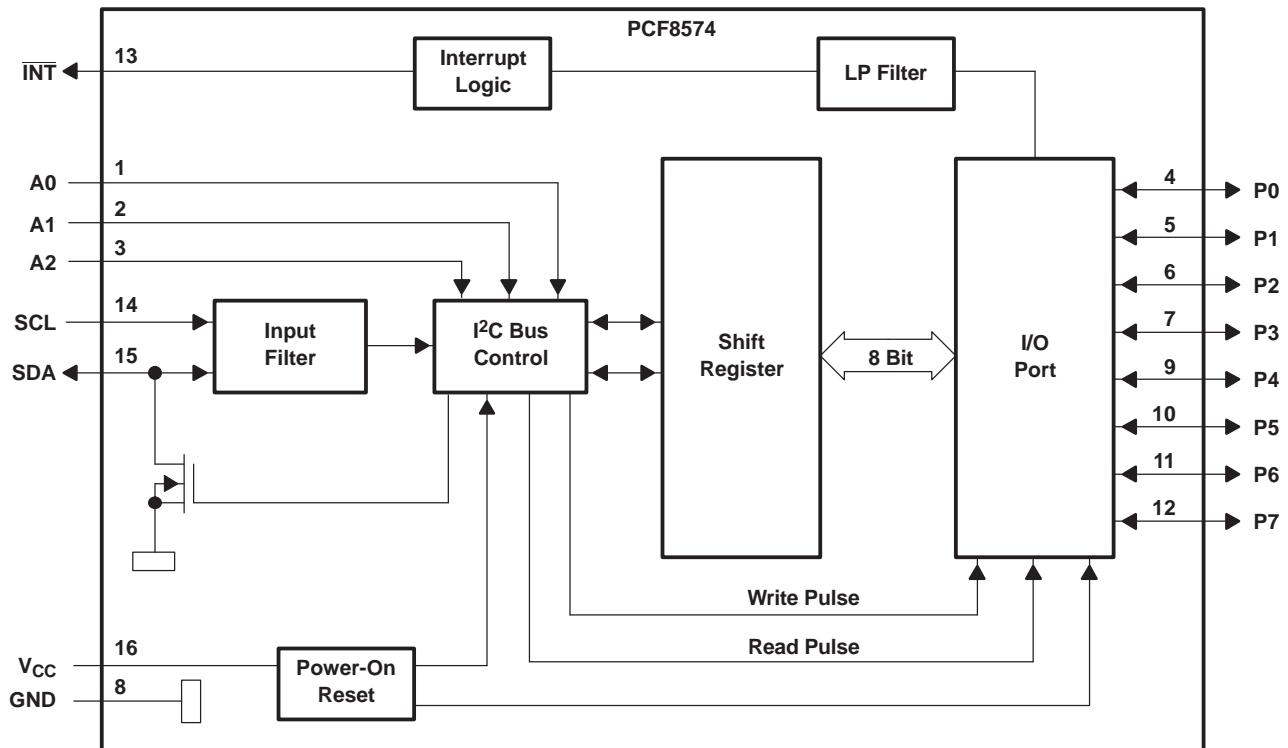 PCF8574
INT
13
Interrupt
Logic
LP Filter
A0
1
A1
2
A2
3
SCL
14
SDA
15
Input
Filter
I²C Bus
Control
Shift
Register
8 Bit
I/O
Port
4
P0
5
P1
6
P2
7
P3
9
P4
10
P5
11
P6
12
P7
Write Pulse
Read Pulse
VCC
16
GND
8
Power-On
Reset